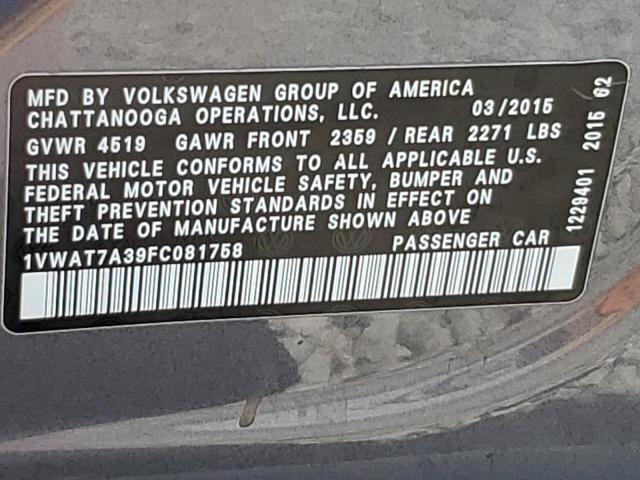 MFD BY VOLKSWAGEN GROUP OF AMERICA
CHATTANOOGA OPERATIONS, LLC. 03/2015
GVWR 4519 GAWR FRONT 2359 / REAR 2271 LBS
THIS VEHICLE CONFORMS TO ALL APPLICABLE U.S.
FEDERAL MOTOR VEHICLE SAFETY, BUMPER AND
THEFT PREVENTION STANDARDS IN EFFECT ON
THE DATE OF MANUFACTURE SHOWN ABOVE
1VWAT7A39FC081758 PASSENGER CAR
1229401 2015 62